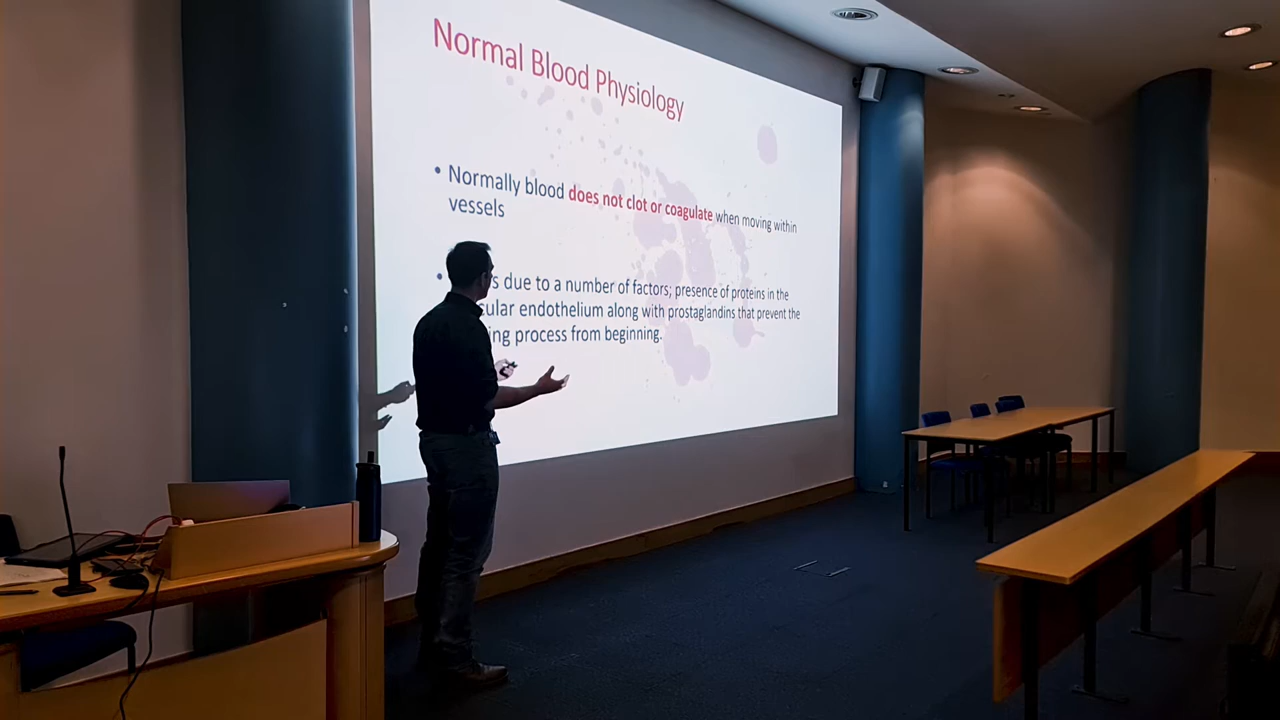 Normal Blood Physiology
• Normally blood does not clot or coagulate when moving within
vessels
• s due to a number of factors; presence of proteins in the
cular endothelium along with prostaglandins that prevent the
ing process from beginning.